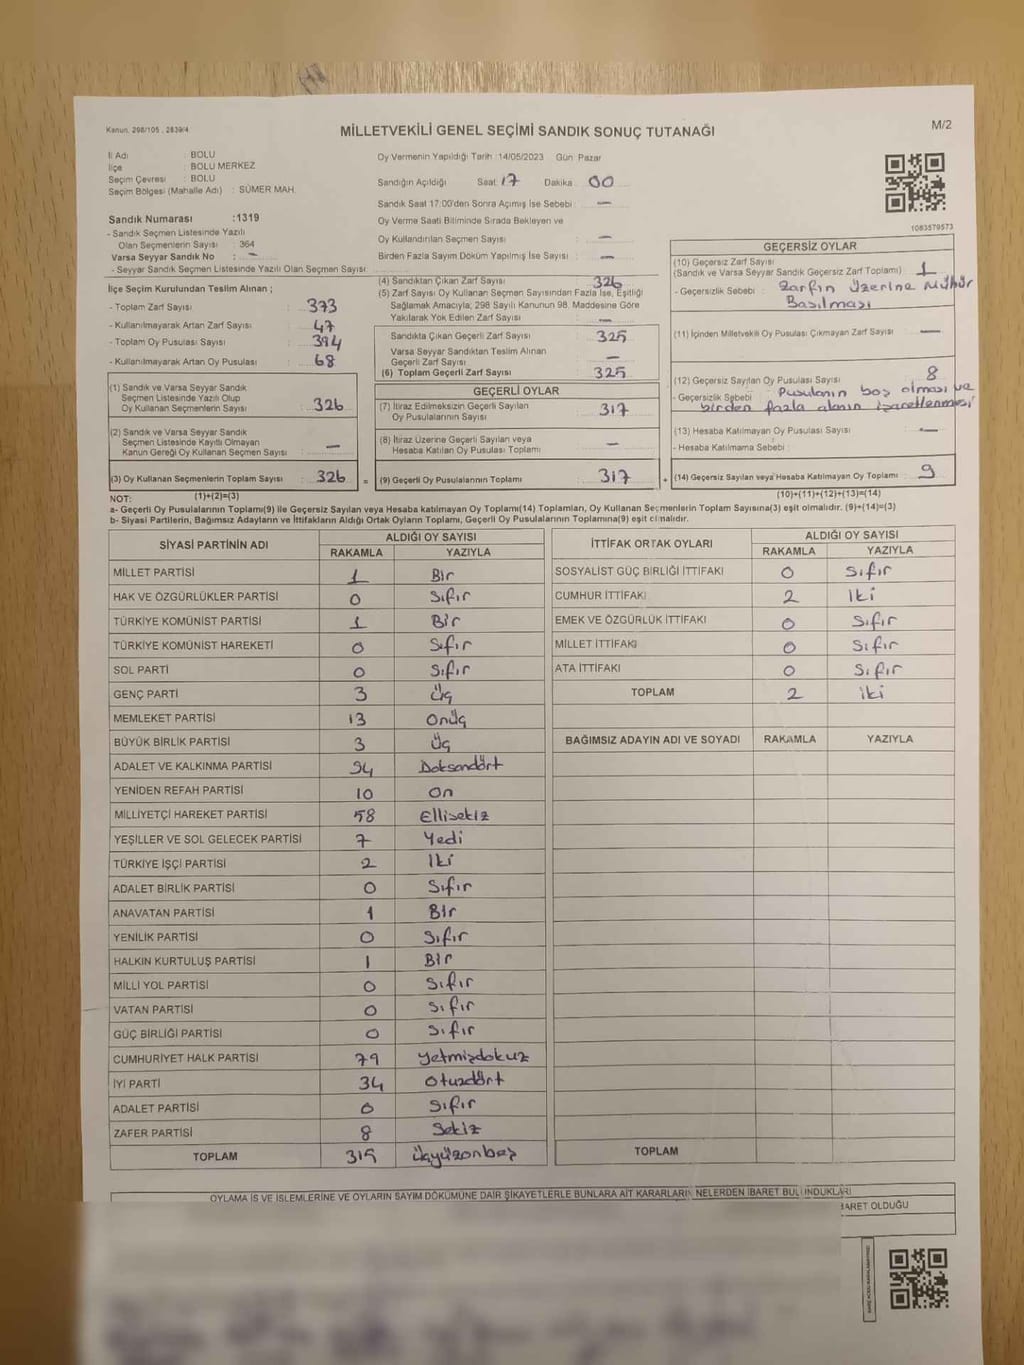 Kanun. 298/105 , 2839/4
MİLLETVEKİLİ GENEL SEÇİMİ SANDIK SONUÇ TUTANAĞI
M/2
İl Adı : BOLU
İlçe : BOLU MERKEZ
Seçim Çevresi : BOLU
Seçim Bölgesi (Mahalle Adı) : SÜMER MAH.
Sandık Numarası :1319
- Sandık Seçmen Listesinde Yazılı
Olan Seçmenlerin Sayısı : 364
Varsa Seyyar Sandık No : -
- Seyyar Sandık Seçmen Listesinde Yazılı Olan Seçmen Sayısı:
İlçe Seçim Kurulundan Teslim Alınan ;
- Toplam Zarf Sayısı : 373
- Kullanılmayarak Artan Zarf Sayısı : 47
- Toplam Oy Pusulası Sayısı : 394
- Kullanılmayarak Artan Oy Pusulası : 68
(1) Sandık ve Varsa Seyyar Sandık
Seçmen Listesinde Yazılı Olup
Oy Kullanan Seçmenlerin Sayısı : 326
(2) Sandık ve Varsa Seyyar Sandık
Seçmen Listesinde Kayıtlı Olmayan
Kanun Gereği Oy Kullanan Seçmen Sayısı : -
(3) Oy Kullanan Seçmenlerin Toplam Sayısı : 326
(1)+(2)=(3)
Oy Vermenin Yapıldığı Tarih :14/05/2023 Gün: Pazar
Sandığın Açıldığı Saat: 17 Dakika : 00
Sandık Saat 17:00'den Sonra Açımış İse Sebebi : -
Oy Verme Saati Bitiminde Sırada Bekleyen ve
Oy Kullandırılan Seçmen Sayısı : -
Birden Fazla Sayım Döküm Yapılmış İse Sayısı : -
(4) Sandıktan Çıkan Zarf Sayısı : 326
(5) Zarf Sayısı Oy Kullanan Seçmen Sayısından Fazla İse, Eşitliği
Sağlamak Amacıyla, 298 Sayılı Kanunun 98. Maddesine Göre
Yakılarak Yok Edilen Zarf Sayısı : -
Sandıkta Çıkan Geçerli Zarf Sayısı : 325
Varsa Seyyar Sandıktan Teslim Alınan
Geçerli Zarf Sayısı : -
(6) Toplam Geçerli Zarf Sayısı : 325
GEÇERLİ OYLAR
(7) İtiraz Edilmeksizin Geçerli Sayılan
Oy Pusulalarının Sayısı : 317
(8) İtiraz Üzerine Geçerli Sayılan veya
Hesaba Katılan Oy Pusulası Toplamı : -
= (9) Geçerli Oy Pusulalarının Toplamı : 317
1083579573
GEÇERSİZ OYLAR
(10) Geçersiz Zarf Sayısı
(Sandık ve Varsa Seyyar Sandık Geçersiz Zarf Toplamı) : 1
- Geçersizlik Sebebi : Zarfın Üzerine Mühür
Basılması
(11) İçinden Milletvekili Oy Pusulası Çıkmayan Zarf Sayısı : -
(12) Geçersiz Sayılan Oy Pusulası Sayısı : 8
- Geçersizlik Sebebi : Pusulanın boş olması ve
birden fazla alanın işaretlenmesi
(13) Hesaba Katılmayan Oy Pusulası Sayısı : -
- Hesaba Katılmama Sebebi :
+ (14) Geçersiz Sayılan veya Hesaba Katılmayan Oy Toplamı : 9
(10)+(11)+(12)+(13)=(14)
NOT:
a- Geçerli Oy Pusulaların Toplamı(9) ile Geçersiz Sayılan veya Hesaba katılmayan Oy Toplamı(14) Toplamları, Oy Kullanan Seçmenlerin Toplam Sayısına(3) eşit olmalıdır. (9)+(14)=(3)
b- Siyasi Partilerin, Bağımsız Adayların ve İttifakların Aldığı Ortak Oyların Toplamı, Geçerli Oy Pusulalarının Toplamına(9) eşit olmalıdır.
SİYASİ PARTİNİN ADI ALDIĞI OY SAYISI
RAKAMLA YAZIYLA
MİLLET PARTİSİ 1 Bir
HAK VE ÖZGÜRLÜKLER PARTİSİ 0 Sıfır
TÜRKİYE KOMÜNİST PARTİSİ 1 Bir
TÜRKİYE KOMÜNİST HAREKETİ 0 Sıfır
SOL PARTİ 0 Sıfır
GENÇ PARTİ 3 Üç
MEMLEKET PARTİSİ 13 Onüç
BÜYÜK BİRLİK PARTİSİ 3 Üç
ADALET VE KALKINMA PARTİSİ 94 Doksandört
YENİDEN REFAH PARTİSİ 10 On
MİLLİYETÇİ HAREKET PARTİSİ 58 Ellisekiz
YEŞİLLER VE SOL GELECEK PARTİSİ 7 Yedi
TÜRKİYE İŞÇİ PARTİSİ 2 İki
ADALET BİRLİK PARTİSİ 0 Sıfır
ANAVATAN PARTİSİ 1 Bir
YENİLİK PARTİSİ 0 Sıfır
HALKIN KURTULUŞ PARTİSİ 1 Bir
MİLLİ YOL PARTİSİ 0 Sıfır
VATAN PARTİSİ 0 Sıfır
GÜÇ BİRLİĞİ PARTİSİ 0 Sıfır
CUMHURİYET HALK PARTİSİ 79 Yetmişdokuz
İYİ PARTİ 34 Otuzdört
ADALET PARTİSİ 0 Sıfır
ZAFER PARTİSİ 8 Sekiz
TOPLAM 315 Üçyüzonbeş
İTTİFAK ORTAK OYLARI ALDIĞI OY SAYISI
RAKAMLA YAZIYLA
SOSYALİST GÜÇ BİRLİĞİ İTTİFAKI 0 Sıfır
CUMHUR İTTİFAKI 2 İki
EMEK VE ÖZGÜRLÜK İTTİFAKI 0 Sıfır
MİLLET İTTİFAKI 0 Sıfır
ATA İTTİFAKI 0 Sıfır
TOPLAM 2 İki
BAĞIMSIZ ADAYIN ADI VE SOYADI RAKAMLA YAZIYLA
TOPLAM
OYLAMA İŞ VE İŞLEMLERİNE VE OYLARIN SAYIM DÖKÜMÜNE DAİR ŞİKAYETLERLE BUNLARA AİT KARARLARIN NELERDEN İBARET BULUNDUKLARI
BARET OLDUĞU